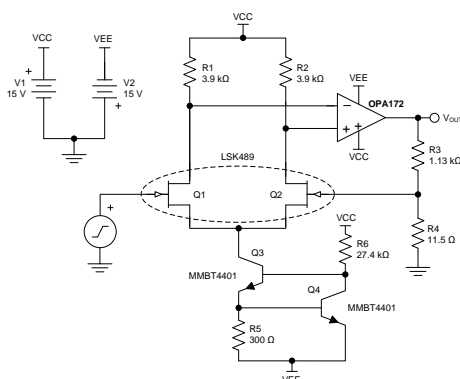 VCC
VCC
VEE
R1
3.9 kΩ
R2
3.9 kΩ
+
V1
15 V
V2
15 V
+
VEE
OPA172
−
+
+
VCC
VOUT
R3
1.13 kΩ
LSK489
Q1
Q2
+
R4
11.5 Ω
VCC
R6
27.4 kΩ
Q3
MMBT4401
Q4
MMBT4401
R5
300 Ω
VEE